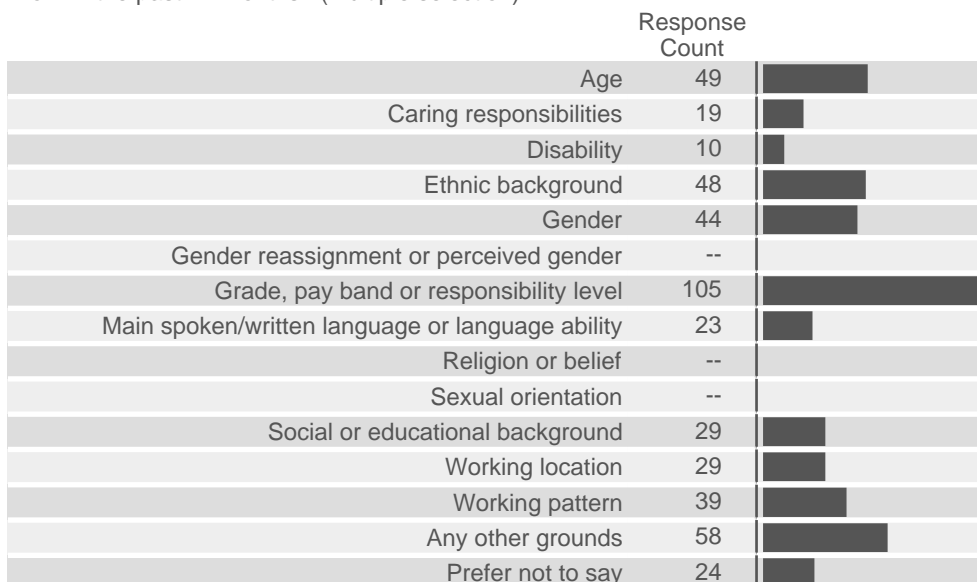 Response
Count
Age 49
Caring responsibilities 19
Disability 10
Ethnic background 48
Gender 44
Gender reassignment or perceived gender --
Grade, pay band or responsibility level 105
Main spoken/written language or language ability 23
Religion or belief --
Sexual orientation --
Social or educational background 29
Working location 29
Working pattern 39
Any other grounds 58
Prefer not to say 24